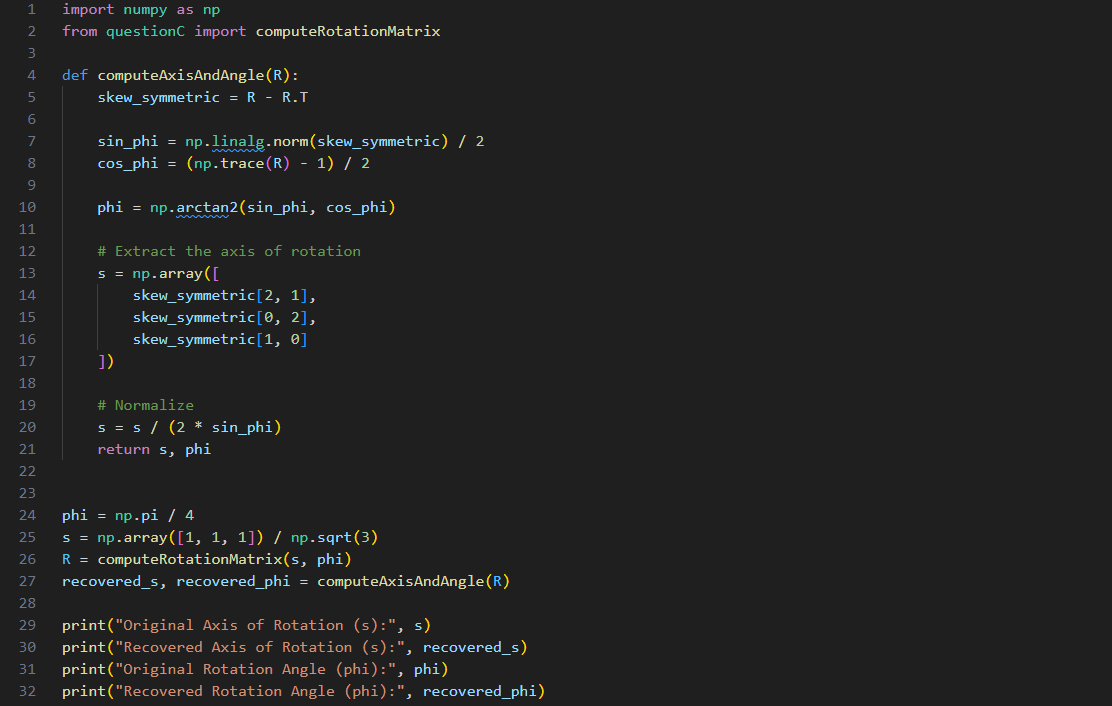 1 import numpy as np
2 from questionC import computeRotationMatrix
3
4 def computeAxisAndAngle(R):
5     skew_symmetric = R - R.T
6
7     sin_phi = np.linalg.norm(skew_symmetric) / 2
8     cos_phi = (np.trace(R) - 1) / 2
9
10     phi = np.arctan2(sin_phi, cos_phi)
11
12     # Extract the axis of rotation
13     s = np.array([
14         skew_symmetric[2, 1],
15         skew_symmetric[0, 2],
16         skew_symmetric[1, 0]
17     ])
18
19     # Normalize
20     s = s / (2 * sin_phi)
21     return s, phi
22
23
24 phi = np.pi / 4
25 s = np.array([1, 1, 1]) / np.sqrt(3)
26 R = computeRotationMatrix(s, phi)
27 recovered_s, recovered_phi = computeAxisAndAngle(R)
28
29 print("Original Axis of Rotation (s):", s)
30 print("Recovered Axis of Rotation (s):", recovered_s)
31 print("Original Rotation Angle (phi):", phi)
32 print("Recovered Rotation Angle (phi):", recovered_phi)